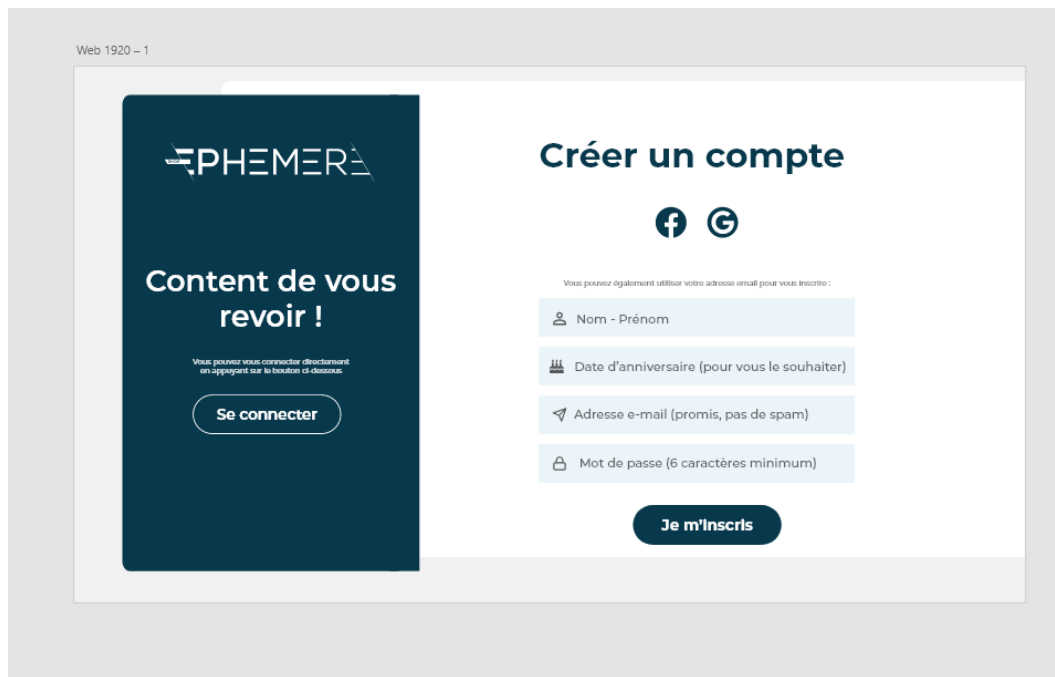 Web 1920 – 1
EPHEMERE
Content de vous
revoir !
Vous pouvez vous connecter directement
en appuyant sur le bouton ci-dessous
Se connecter
Créer un compte
Vous pouvez également utiliser votre adresse email pour vous inscrire :
Nom - Prénom
Date d'anniversaire (pour vous le souhaiter)
Adresse e-mail (promis, pas de spam)
Mot de passe (6 caractères minimum)
Je m'inscris